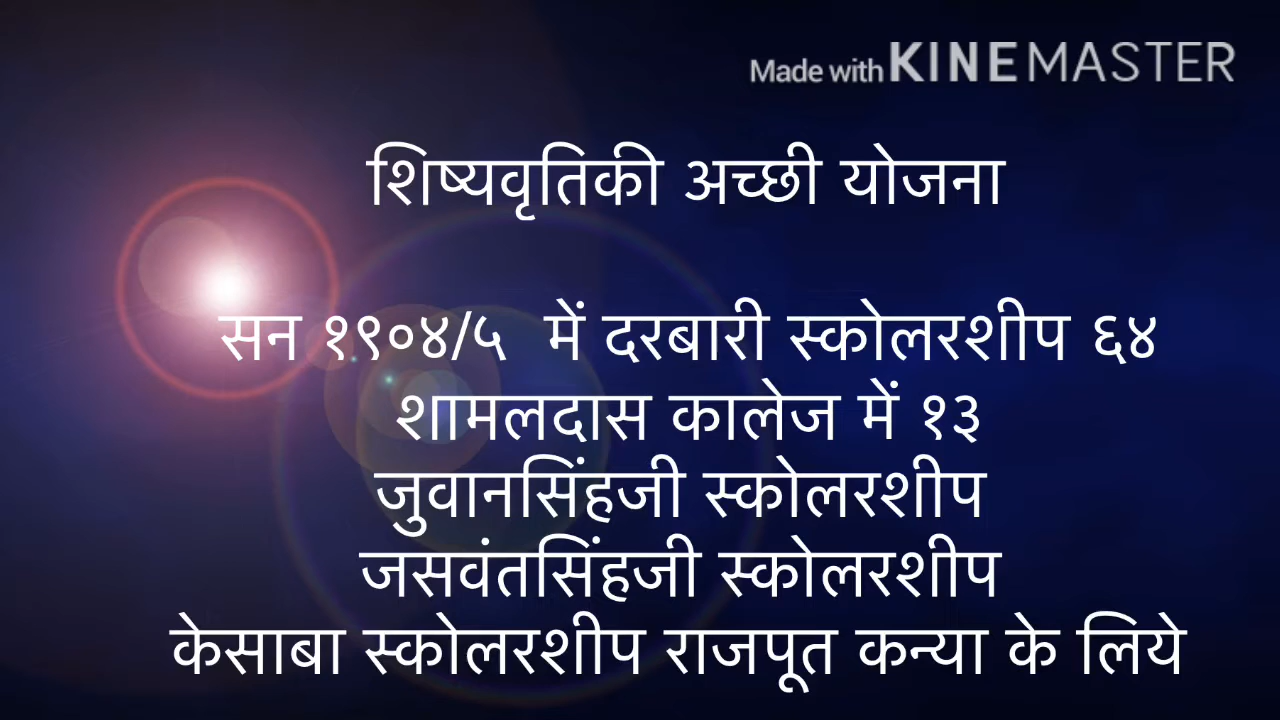 Made with KINEMASTER
शिष्यवृतिकी अच्छी योजना
सन १९०४/५ में दरबारी स्कोलरशीप ६४
शामलदास कालेज में १३
जुवानसिंहजी स्कोलरशीप
जसवंतसिंहजी स्कोलरशीप
केसाबा स्कोलरशीप राजपूत कन्या के लिये